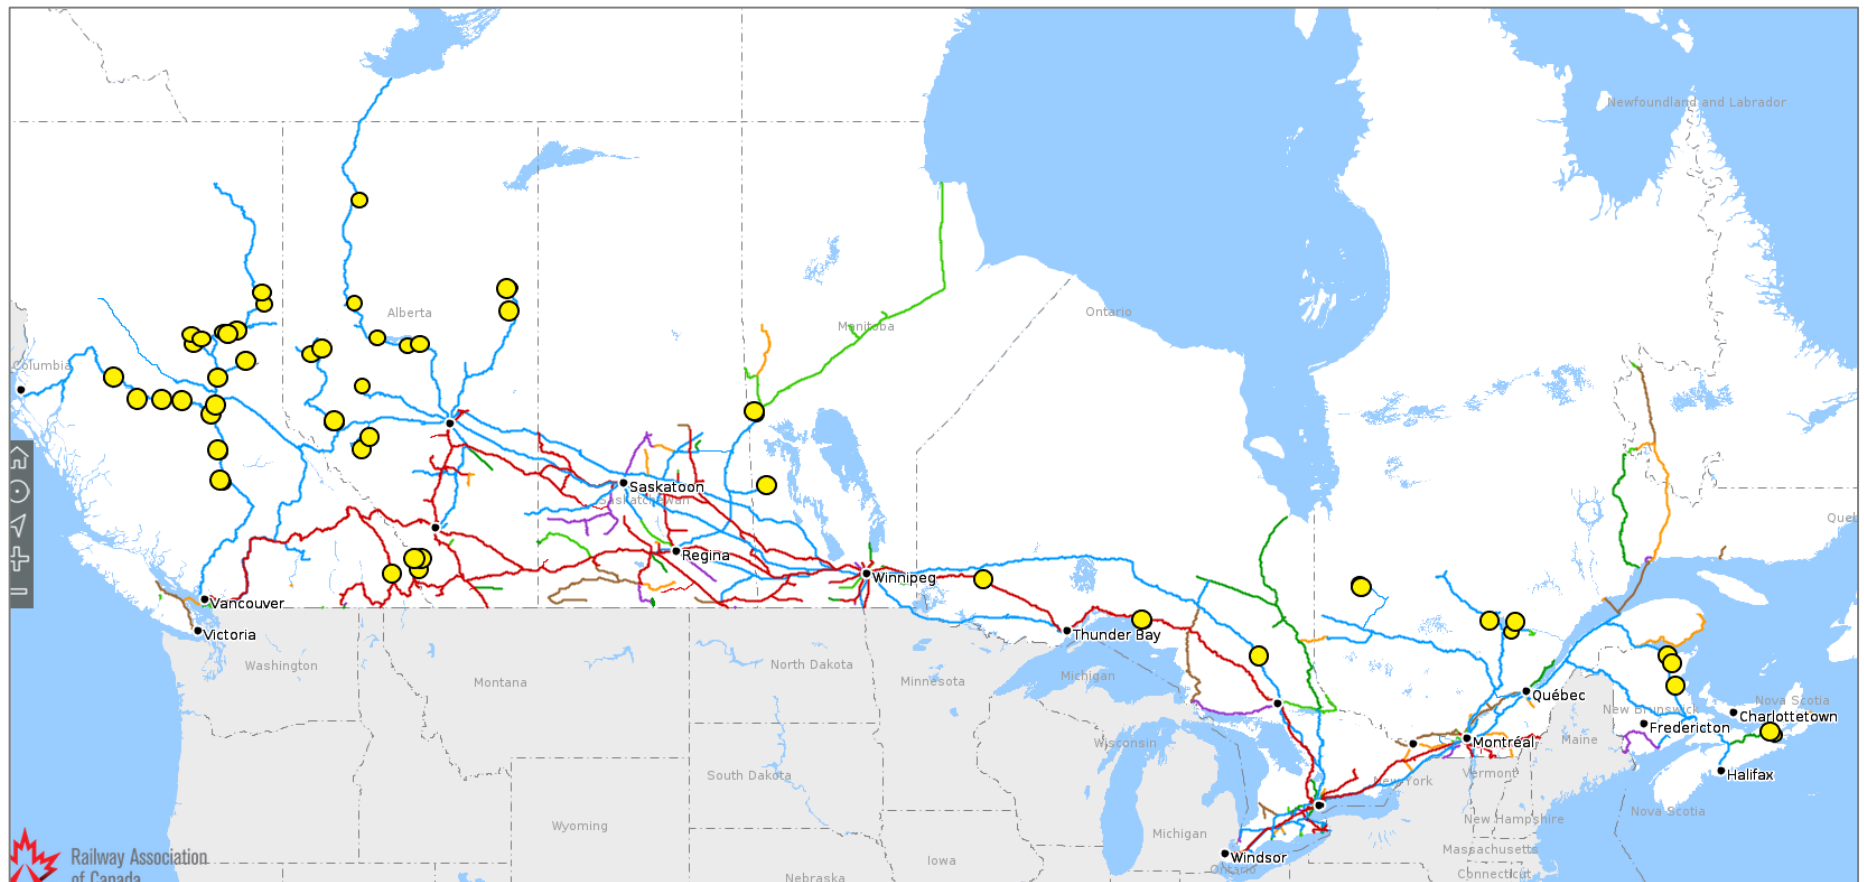 Newfoundland and Labrador
Alberta
Manitoba
Ontario
Columbia
Saskatoon
Saskatchewan
Queb
Regina
Winnipeg
Vancouver
Victoria
Thunder Bay
Washington
North Dakota
Montana
Minnesota
Michigan
Québec
Nova Scotia
New Brunswick
Charlottetown
Fredericton
Wisconsin
Montréal
Maine
South Dakota
New York
Vermont
Halifax
Nova Scotia
New Hampshire
Wyoming
Michigan
Massachusetts
Railway Association
of Canada
Iowa
Windsor
Ontario
Connecticut
Nebraska